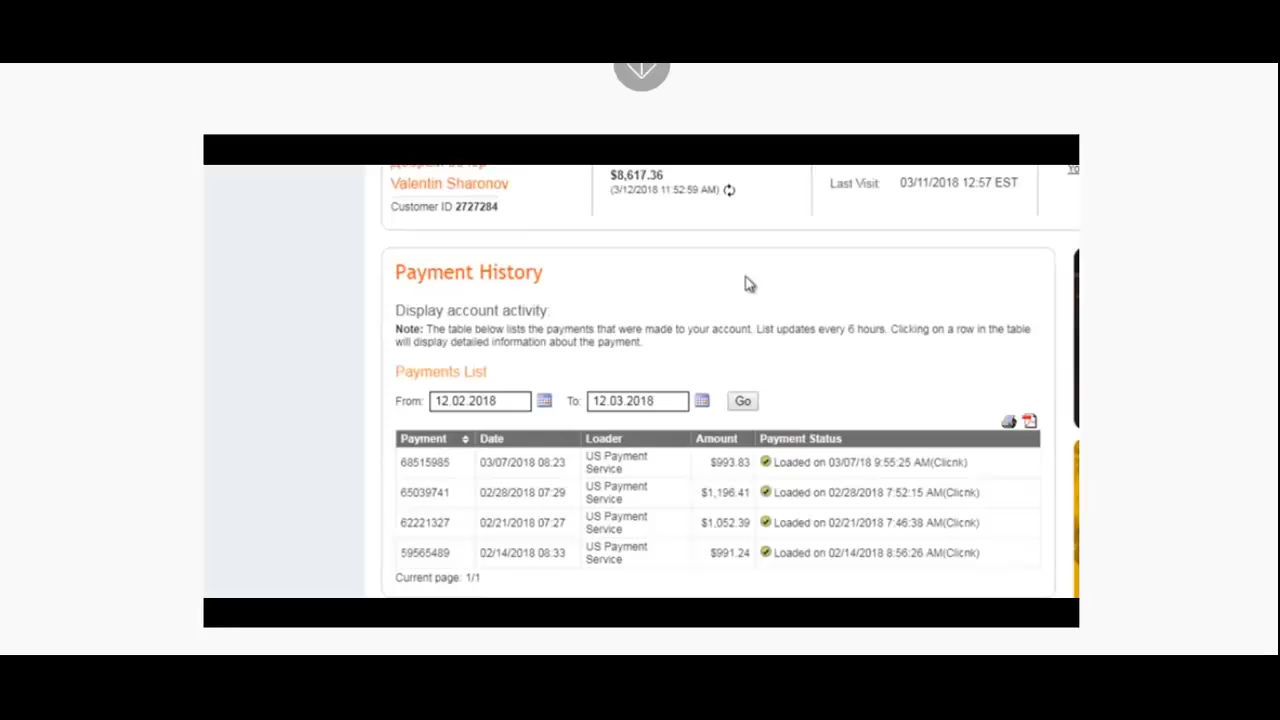 Valentin Sharonov
Customer ID 2727284
$8,617.36
(3/12/2018 11:52:59 AM)
Last Visit: 03/11/2018 12:57 EST
Yo
Payment History
Display account activity:
Note: The table below lists the payments that were made to your account. List updates every 6 hours. Clicking on a row in the table
will display detailed information about the payment.
Payments List
From: 12.02.2018 To: 12.03.2018 Go
Payment Date Loader Amount Payment Status
68515985 03/07/2018 08:23 US Payment Service $993.83 Loaded on 03/07/18 9:55:25 AM(Clicnk)
65039741 02/28/2018 07:29 US Payment Service $1,196.41 Loaded on 02/28/2018 7:52:15 AM(Clicnk)
62221327 02/21/2018 07:27 US Payment Service $1,052.39 Loaded on 02/21/2018 7:46:38 AM(Clicnk)
59565489 02/14/2018 08:33 US Payment Service $991.24 Loaded on 02/14/2018 8:56:26 AM(Clicnk)
Current page: 1/1